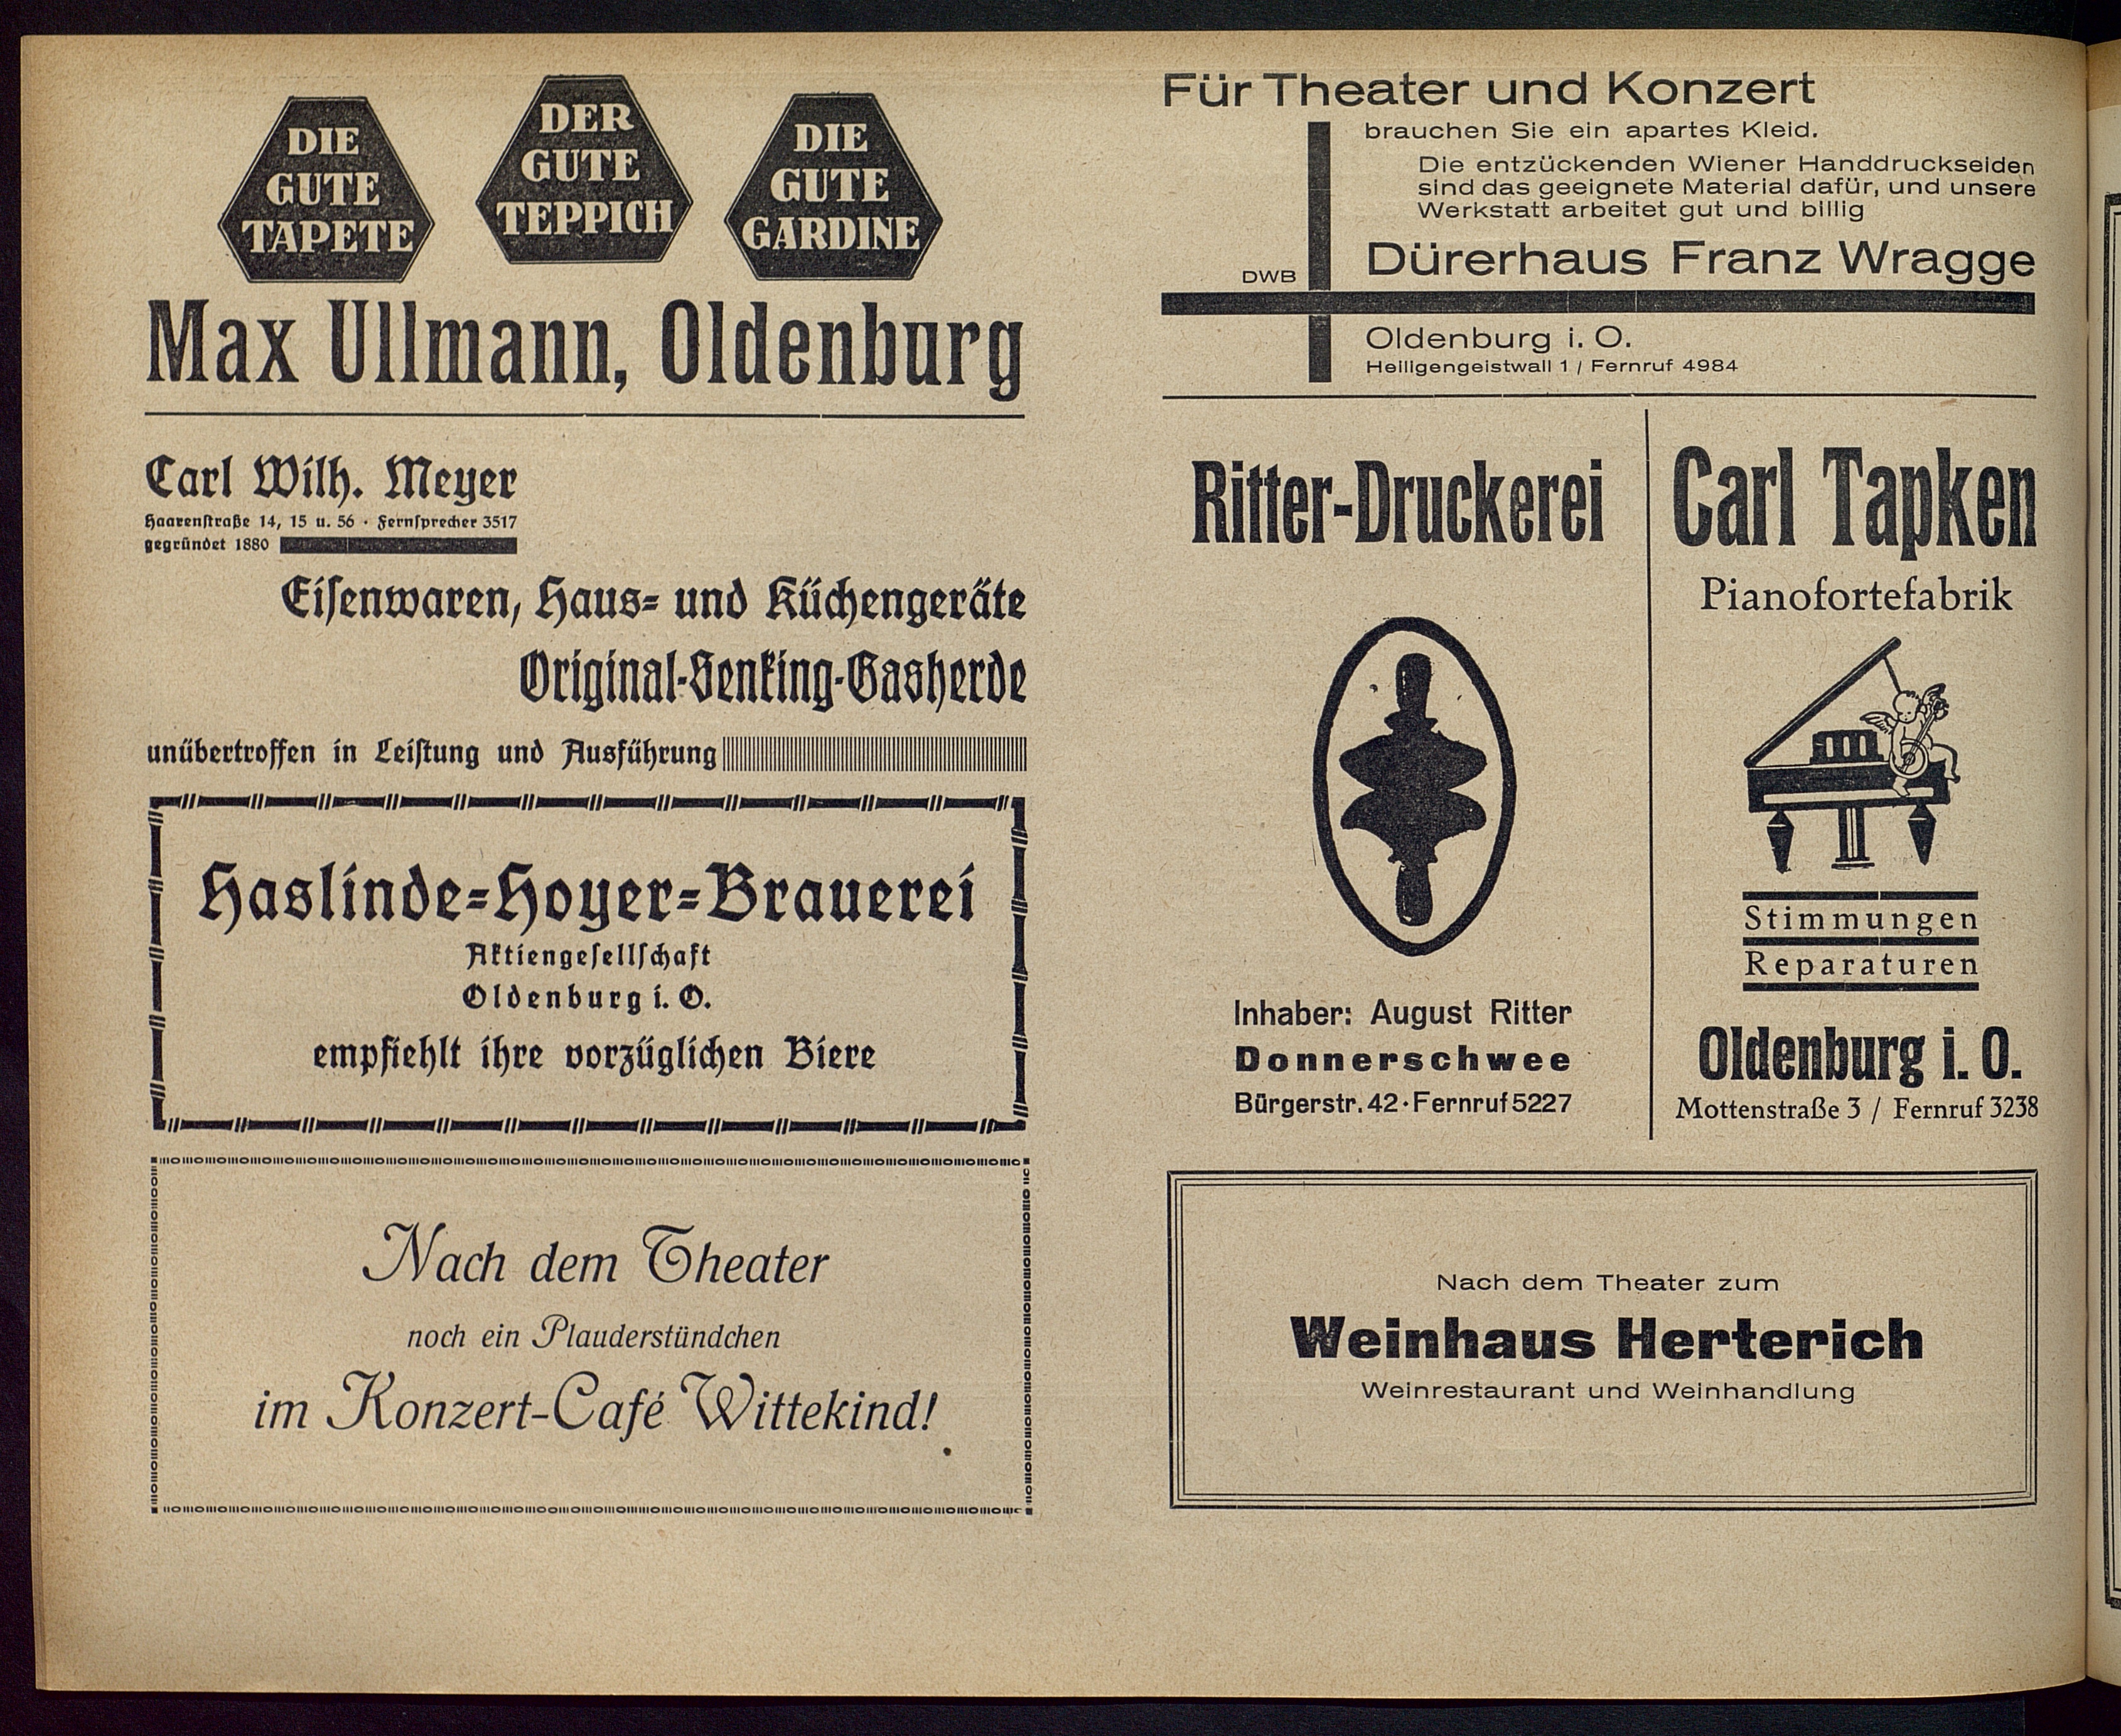 DIE
GUTE
TAPETE
DER
GUTE
TEPPICH
DIE
GUTE
GARDINE
Max Ullmann, Oldenburg
Carl Wilh. Meyer
Haarenſtraße 14, 15 u. 56 · Fernſprecher 3517
gegründet 1880
Eiſenwaren, Haus- und Küchengeräte
Original-Senking-Gasherde
unübertroffen in Leiſtung und Ausführung
Haslinde-Hoyer-Brauerei
Aktiengeſellſchaft
Oldenburg i. O.
empfiehlt ihre vorzüglichen Biere
Nach dem Theater
noch ein Plauderstündchen
im Konzert-Café Wittekind!
Für Theater und Konzert
brauchen Sie ein apartes Kleid.
Die entzückenden Wiener Handdruckseiden
sind das geeignete Material dafür, und unsere
Werkstatt arbeitet gut und billig
DWB
Dürerhaus Franz Wragge
Oldenburg i. O.
Heiligengeistwall 1 / Fernruf 4984
Ritter-Druckerei
Inhaber: August Ritter
Donnerschwee
Bürgerstr. 42 · Fernruf 5227
Carl Tapken
Pianofortefabrik
Stimmungen
Reparaturen
Oldenburg i. O.
Mottenstraße 3 / Fernruf 3238
Nach dem Theater zum
Weinhaus Herterich
Weinrestaurant und Weinhandlung